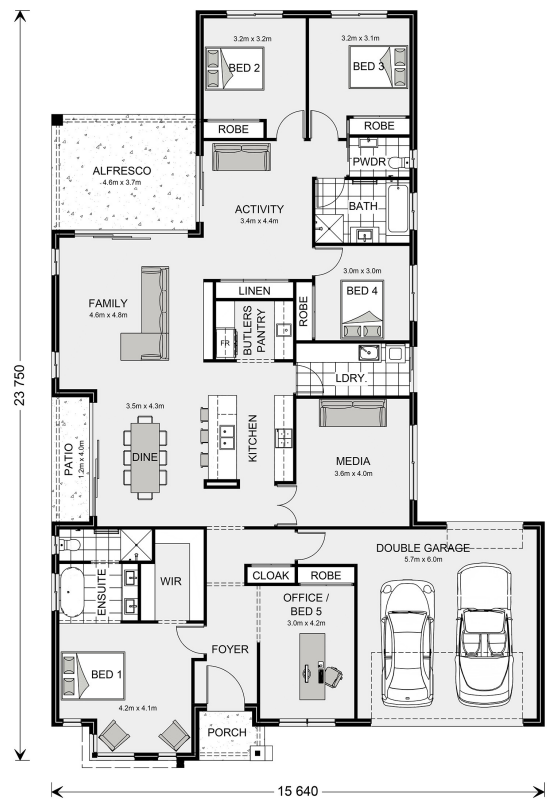 3.2m x 3.2m
BED 2
3.2m x 3.1m
BED 3
ROBE
ROBE
PWDR
ALFRESCO
4.6m x 3.7m
BATH
ACTIVITY
3.4m x 4.4m
3.0m x 3.0m
BED 4
LINEN
FAMILY
4.6m x 4.8m
BUTLERS
PANTRY
ROBE
FR
LDRY.
23 750
3.5m x 4.3m
KITCHEN
PATIO
1.2m x 4.0m
DINE
MEDIA
3.6m x 4.0m
DOUBLE GARAGE
5.7m x 6.0m
ENSUITE
WIR
CLOAK
ROBE
OFFICE /
BED 5
3.0m x 4.2m
FOYER
BED 1
4.2m x 4.1m
PORCH
15 640